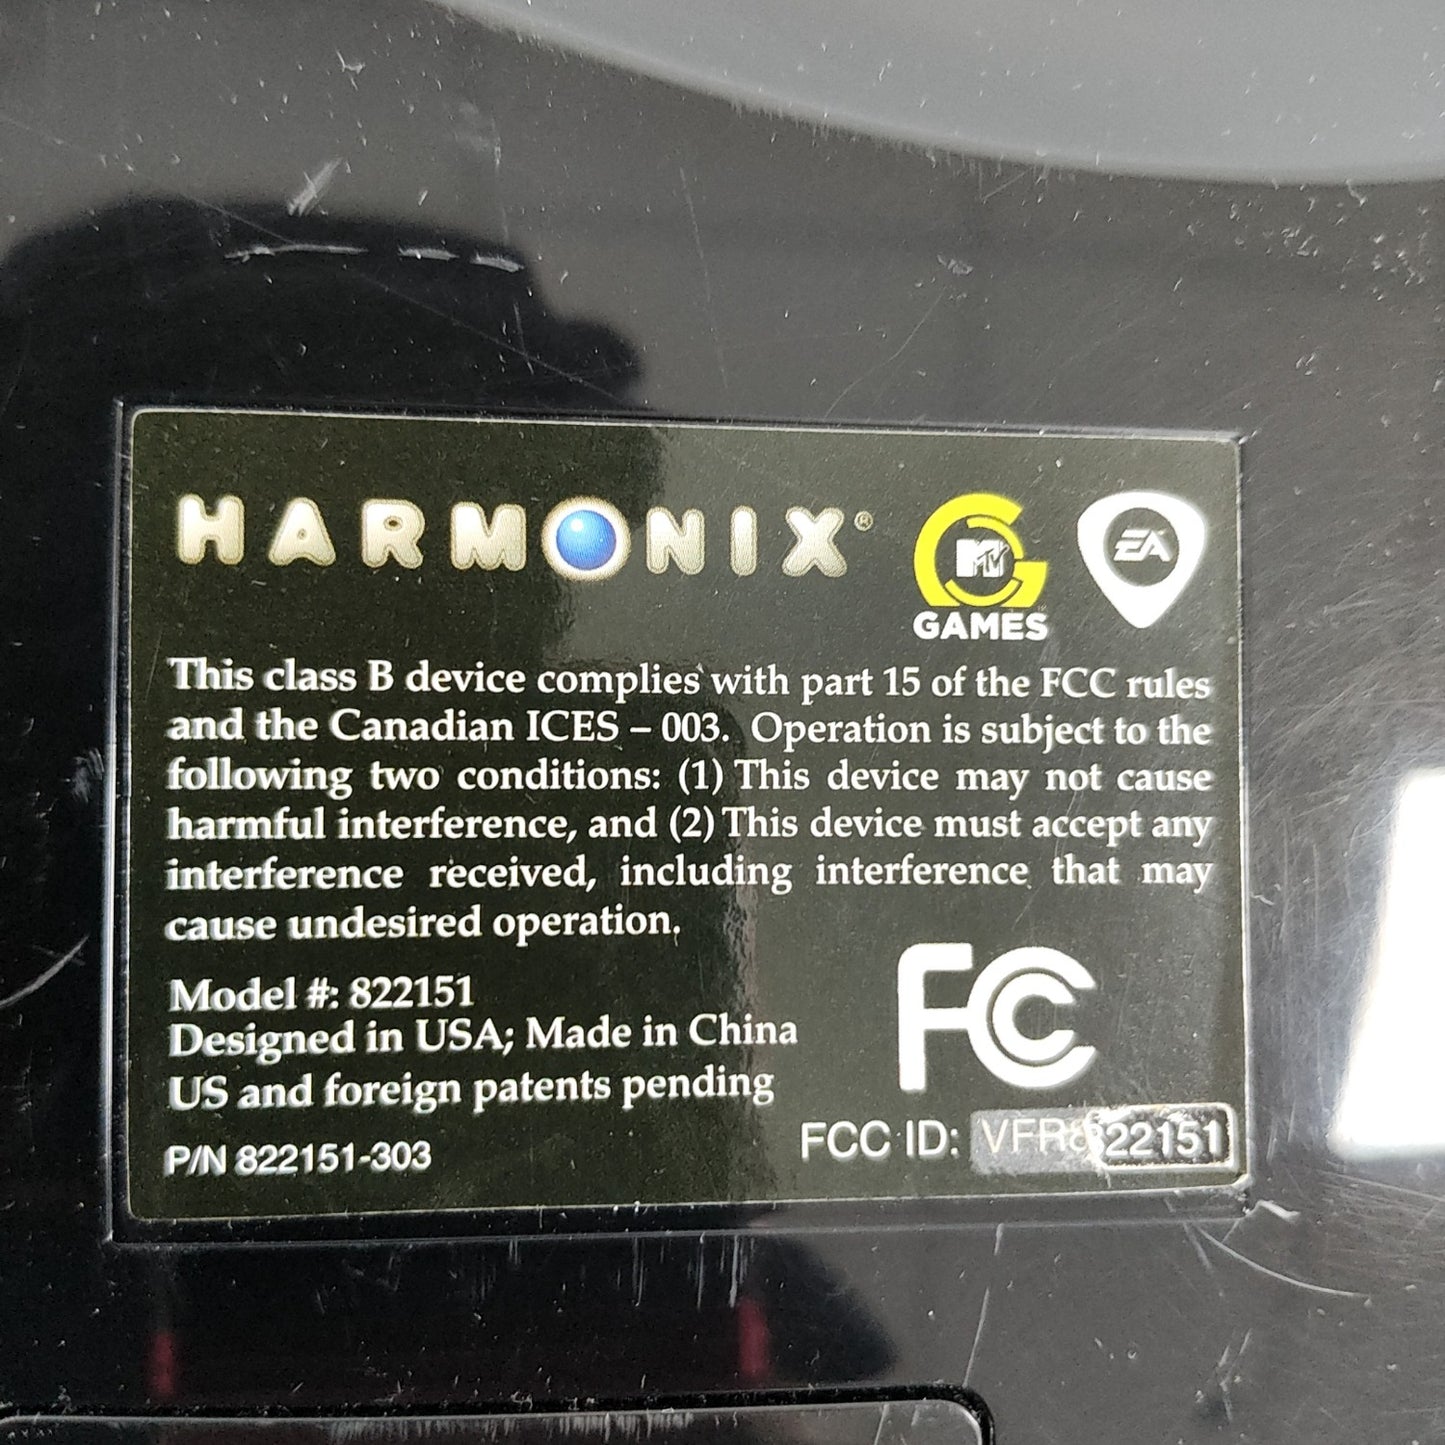 HARMONIX®
MTV
GAMES
EA
This class B device complies with part 15 of the FCC rules
and the Canadian ICES – 003. Operation is subject to the
following two conditions: (1) This device may not cause
harmful interference, and (2) This device must accept any
interference received, including interference that may
cause undesired operation.
Model #: 822151
Designed in USA; Made in China
US and foreign patents pending
P/N 822151-303
FC
FCC ID: VFR822151